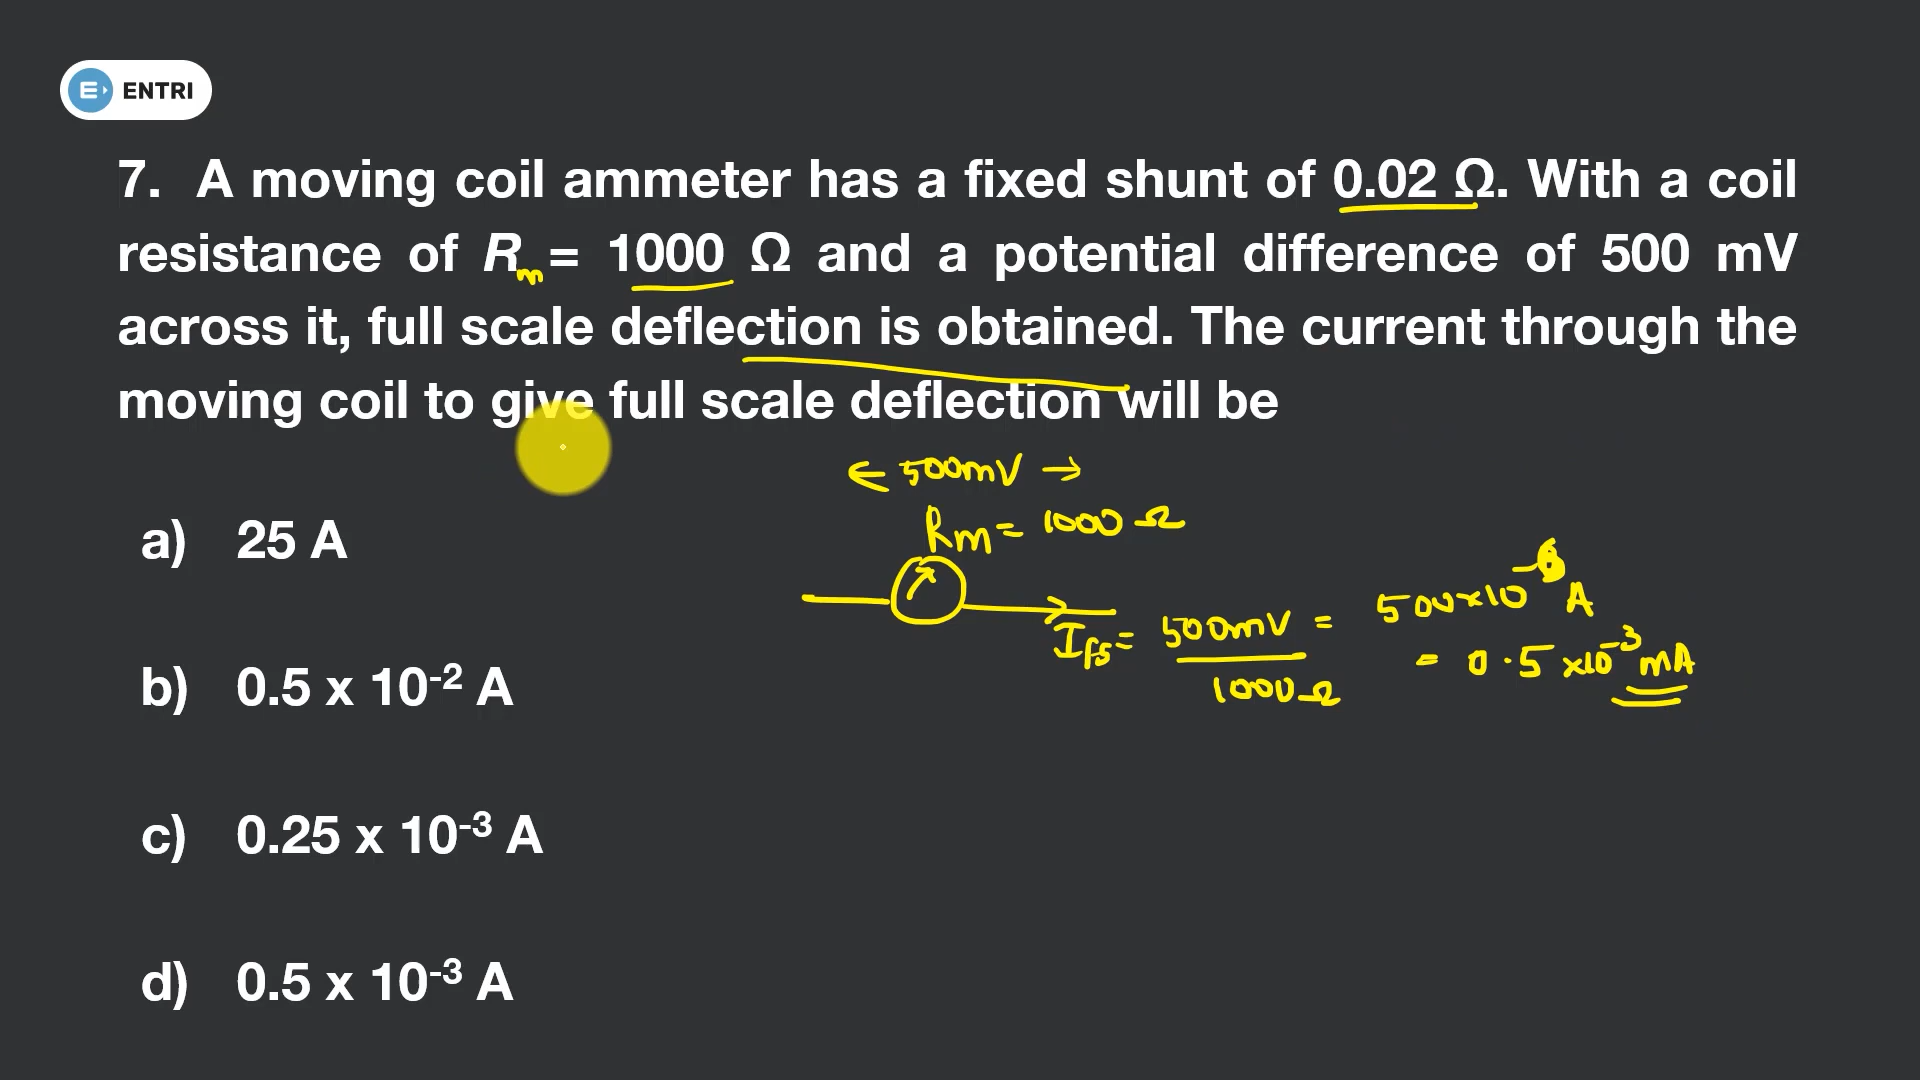 ENTRI
7. A moving coil ammeter has a fixed shunt of 0.02 Ω. With a coil
resistance of Rm = 1000 Ω and a potential difference of 500 mV
across it, full scale deflection is obtained. The current through the
moving coil to give full scale deflection will be
← 500mV →
Rm = 1000 Ω
Ifs = 500mV / 1000 Ω = 500x10⁻⁶ A
= 0.5 x10⁻³ mA
a) 25 A
b) 0.5 x 10⁻² A
c) 0.25 x 10⁻³ A
d) 0.5 x 10⁻³ A